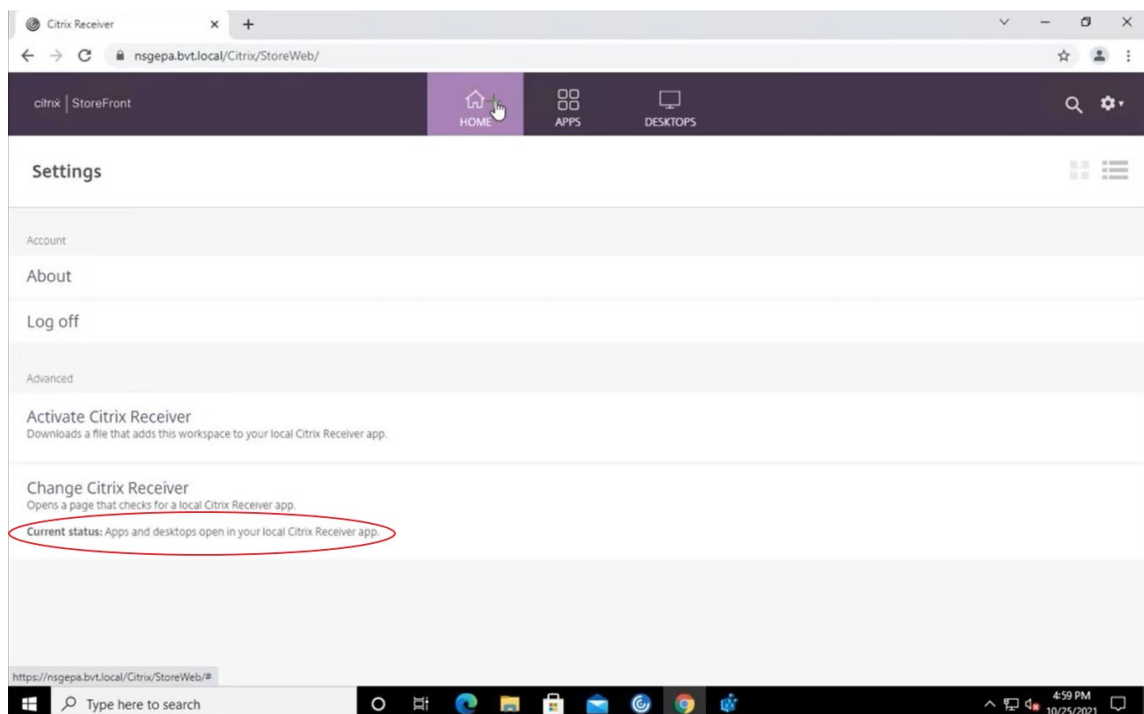 Citrix Receiver
nsgepa.bvt.local/Citrix/StoreWeb/
citrix | StoreFront
HOME
APPS
DESKTOPS
Settings
Account
About
Log off
Advanced
Activate Citrix Receiver
Downloads a file that adds this workspace to your local Citrix Receiver app.
Change Citrix Receiver
Opens a page that checks for a local Citrix Receiver app.
Current status: Apps and desktops open in your local Citrix Receiver app.
https://nsgepa.bvt.local/Citrix/StoreWeb/#
Type here to search
4:59 PM
10/25/2021